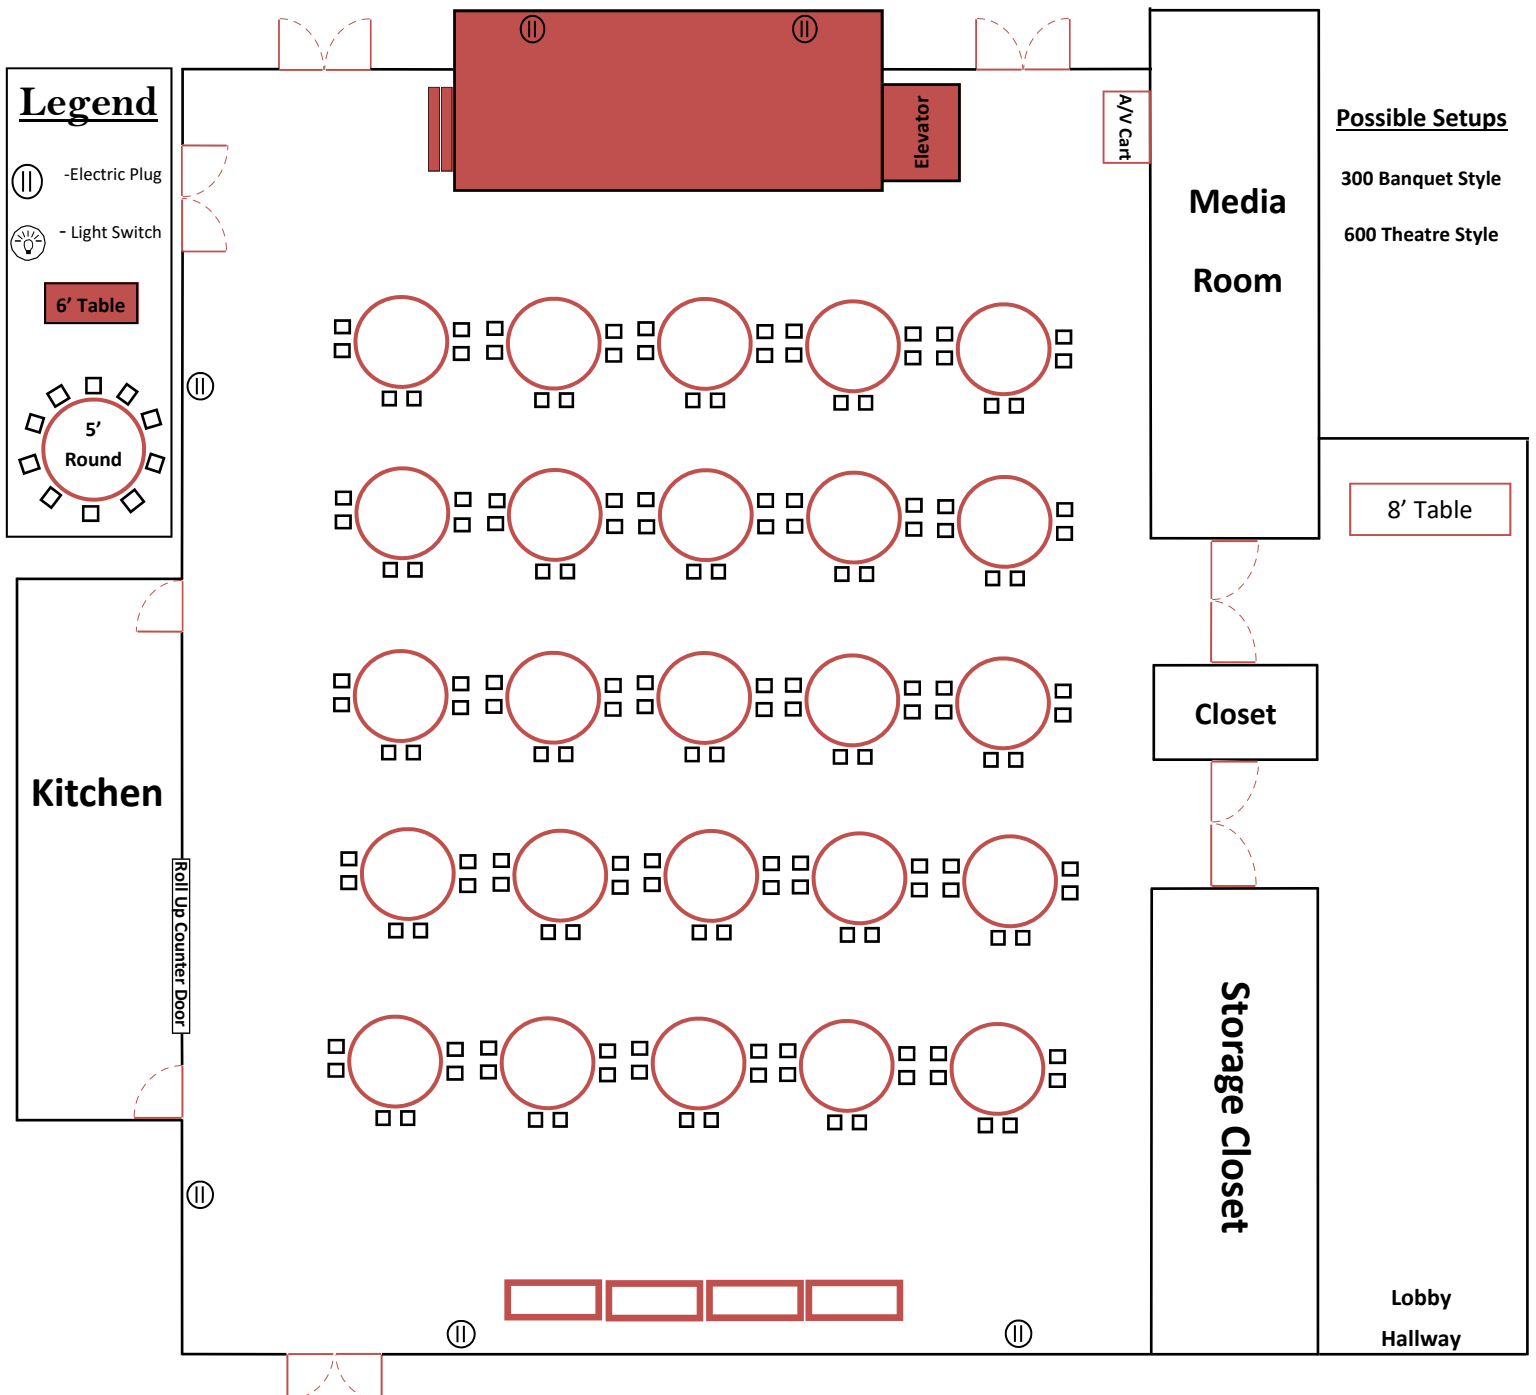 Legend
-Electric Plug
- Light Switch
6’ Table
5’
Round
Elevator
A/V Cart
Media
Room
Possible Setups
300 Banquet Style
600 Theatre Style
8’ Table
Closet
Kitchen
Roll Up Counter Door
Storage Closet
Lobby
Hallway